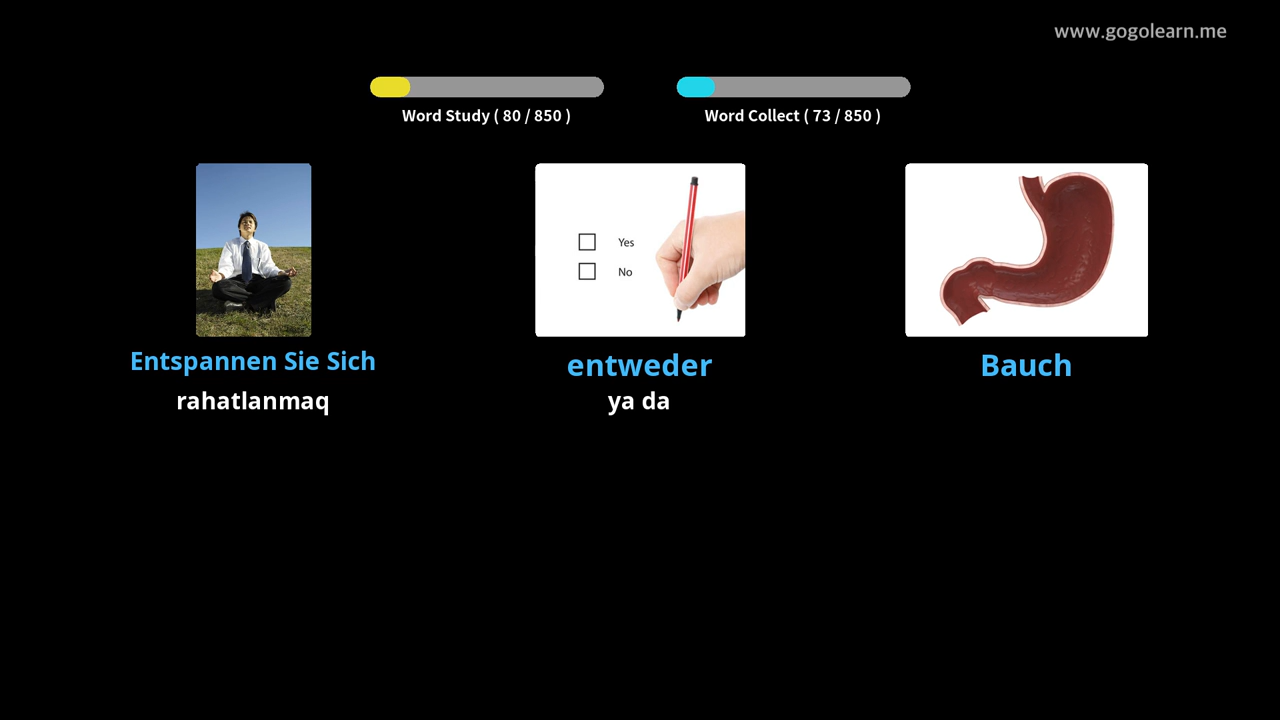 www.gogolearn.me
Word Study ( 80 / 850 )
Word Collect ( 73 / 850 )
Yes
No
Entspannen Sie Sich
rahatlanmaq
entweder
ya da
Bauch